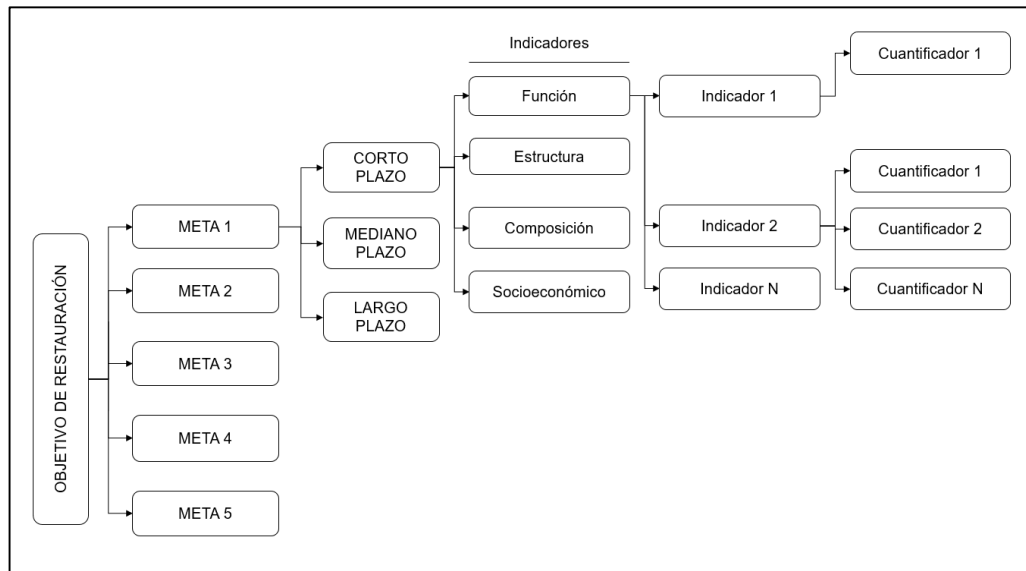 OBJETIVO DE RESTAURACIÓN
META 1
META 2
META 3
META 4
META 5
CORTO
PLAZO
MEDIANO
PLAZO
LARGO
PLAZO
Indicadores
Función
Estructura
Composición
Socioeconómico
Indicador 1
Indicador 2
Indicador N
Cuantificador 1
Cuantificador 1
Cuantificador 2
Cuantificador N